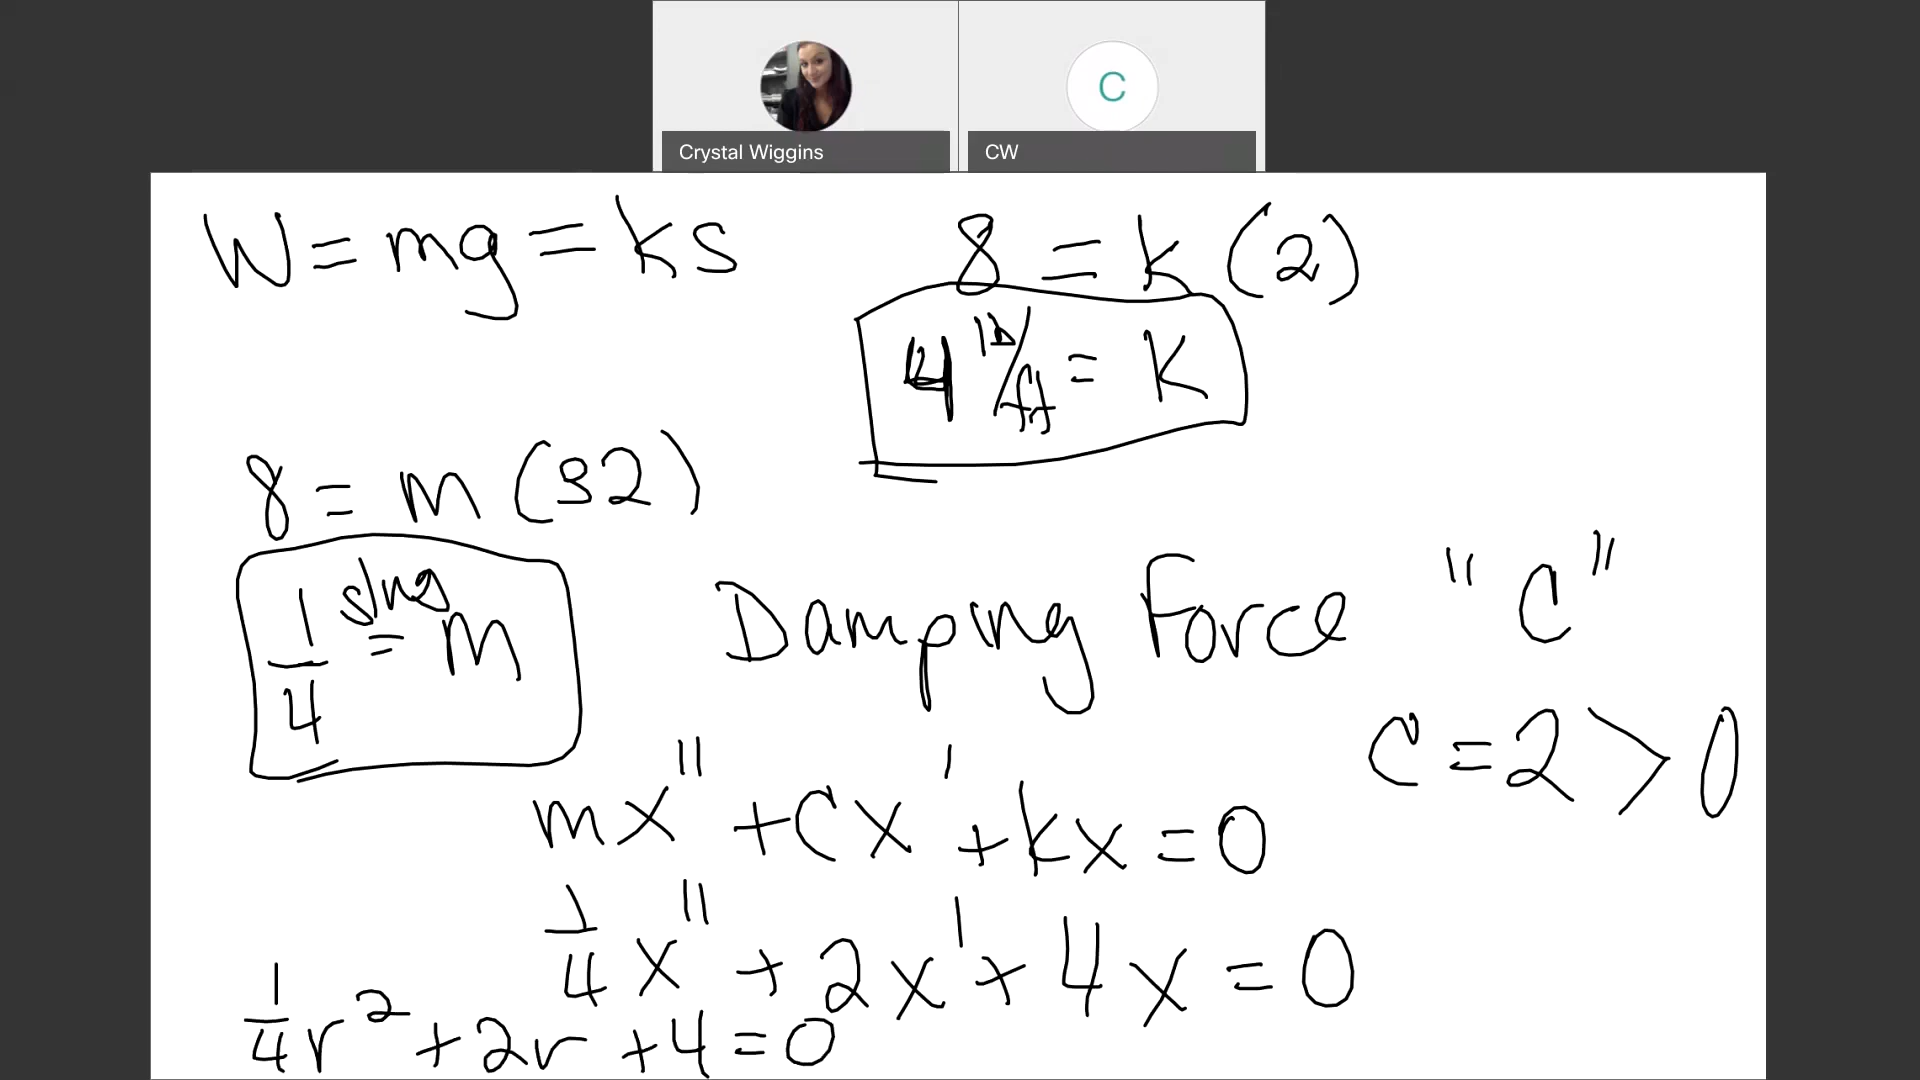 Crystal Wiggins
C
CW
W = mg = ks
8 = k (2)
4 lb/ft = K
8 = m (32)
1/4 slug = m
Damping Force "C"
C = 2 > 0
mx'' + cx' + kx = 0
1/4 x'' + 2x' + 4x = 0
1/4 r² + 2r + 4 = 0